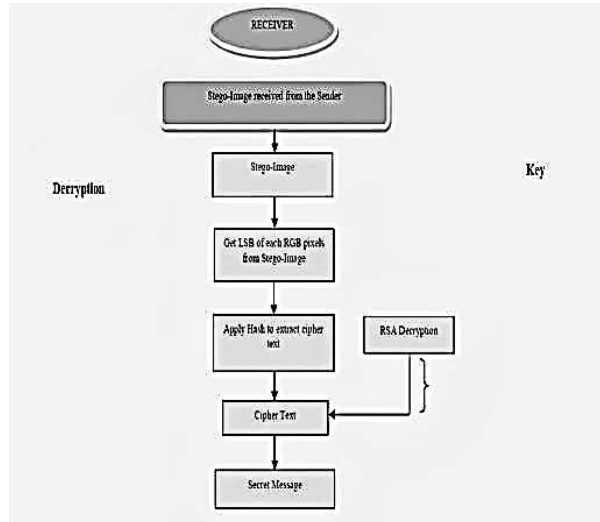 RECEIVER
Stego-Image received from the Sender
Stego-Image
Key
Decryption
Get LSB of each RGB pixels
from Stego-Image
Apply Hash to extract cipher
text
RSA Decryption
Cipher Text
Secret Message